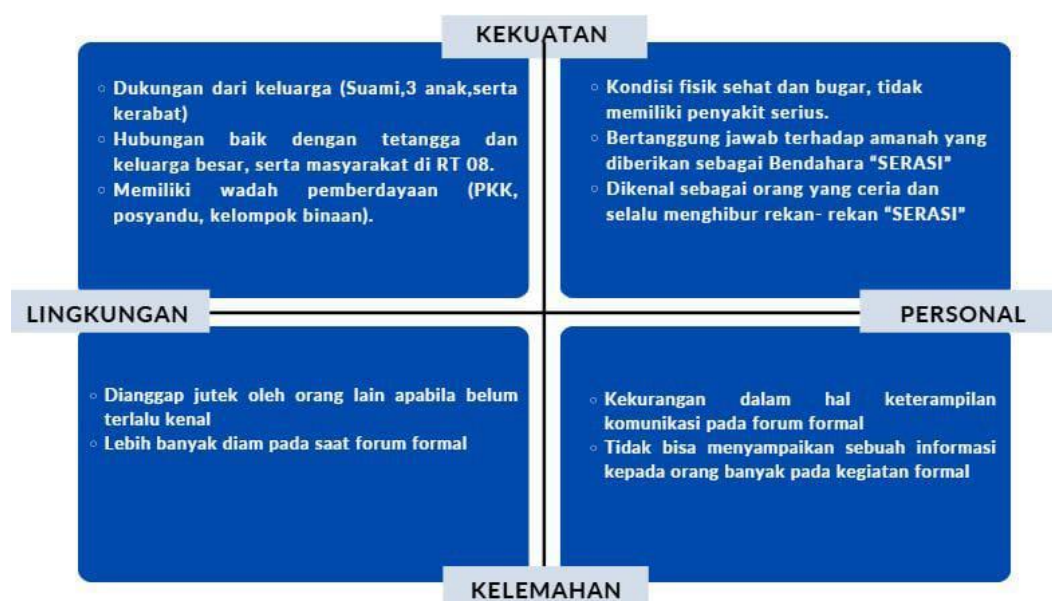 KEKUATAN
◦ Dukungan dari keluarga (Suami,3 anak,serta
kerabat)
◦ Hubungan baik dengan tetangga dan
keluarga besar, serta masyarakat di RT 08.
◦ Memiliki wadah pemberdayaan (PKK,
posyandu, kelompok binaan).
◦ Kondisi fisik sehat dan bugar, tidak
memiliki penyakit serius.
◦ Bertanggung jawab terhadap amanah yang
diberikan sebagai Bendahara “SERASI”
◦ Dikenal sebagai orang yang ceria dan
selalu menghibur rekan- rekan “SERASI”
LINGKUNGAN
PERSONAL
◦ Dianggap jutek oleh orang lain apabila belum
terlalu kenal
◦ Lebih banyak diam pada saat forum formal
◦ Kekurangan dalam hal keterampilan
komunikasi pada forum formal
◦ Tidak bisa menyampaikan sebuah informasi
kepada orang banyak pada kegiatan formal
KELEMAHAN